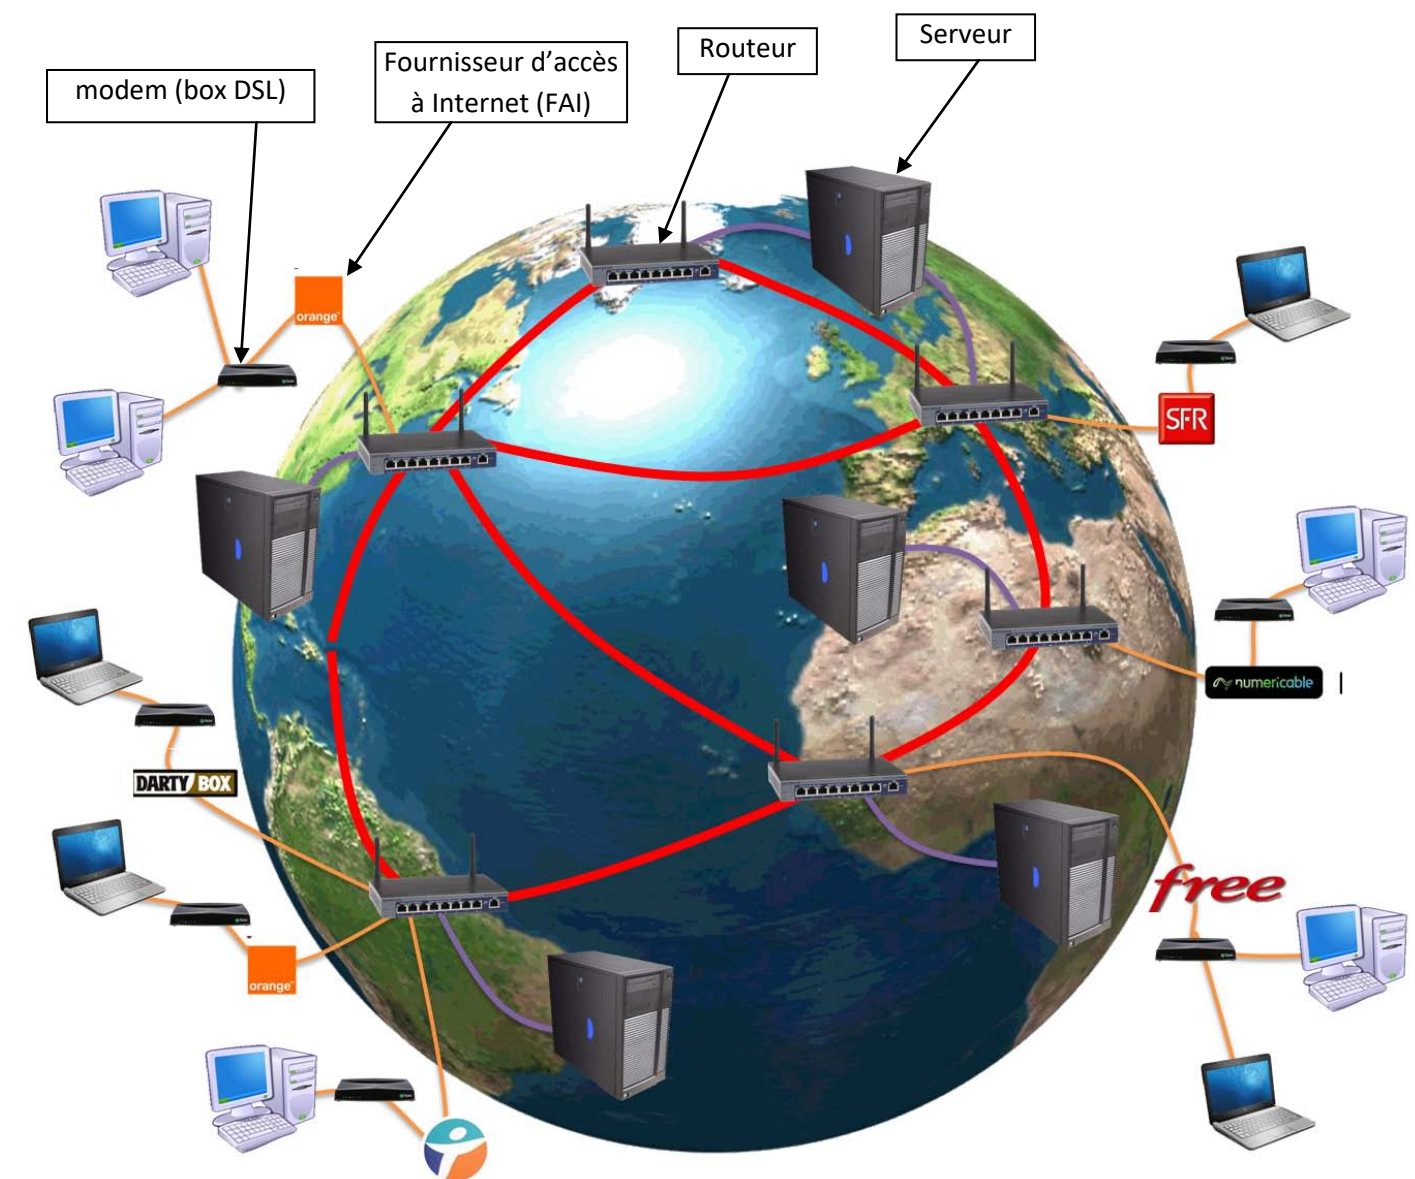 modem (box DSL)
Fournisseur d’accès
à Internet (FAI)
Routeur
Serveur
orange
SFR
numericable
DARTY BOX
free
orange